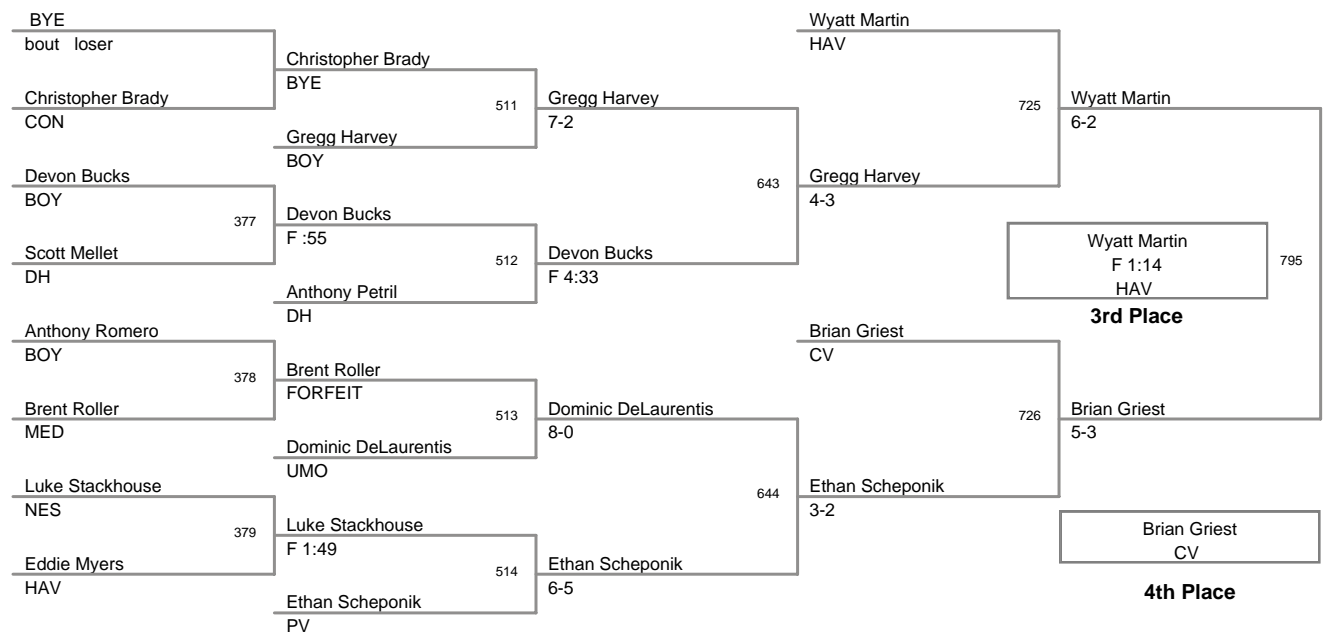 BYE
bout loser
Christopher Brady
CON
Devon Bucks
BOY
377
Scott Mellet
DH
Anthony Romero
BOY
378
Brent Roller
MED
Luke Stackhouse
NES
379
Eddie Myers
HAV
Christopher Brady
BYE
511
Gregg Harvey
BOY
Devon Bucks
F :55
512
Anthony Petril
DH
Brent Roller
FORFEIT
513
Dominic DeLaurentis
UMO
Luke Stackhouse
F 1:49
514
Ethan Scheponik
PV
Gregg Harvey
7-2
643
Devon Bucks
F 4:33
Dominic DeLaurentis
8-0
644
Ethan Scheponik
6-5
Wyatt Martin
HAV
725
Gregg Harvey
4-3
Brian Griest
CV
726
Ethan Scheponik
3-2
Wyatt Martin
6-2
Wyatt Martin
F 1:14
HAV
795
3rd Place
Brian Griest
5-3
Brian Griest
CV
4th Place